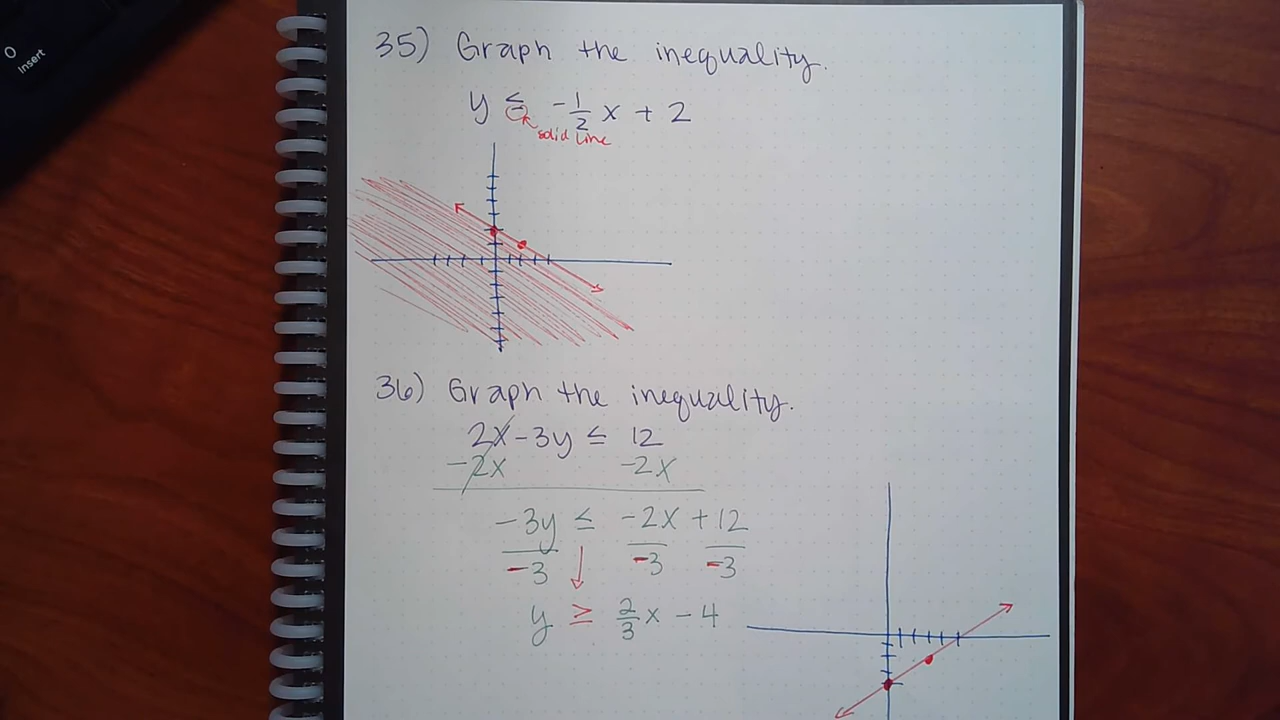 0
Insert
35) Graph the inequality.
y ≤ -1/2 x + 2
solid line
36) Graph the inequality.
2x - 3y ≤ 12
-2x -2x
-3y ≤ -2x + 12
-3 -3 -3
y ≥ 2/3 x - 4